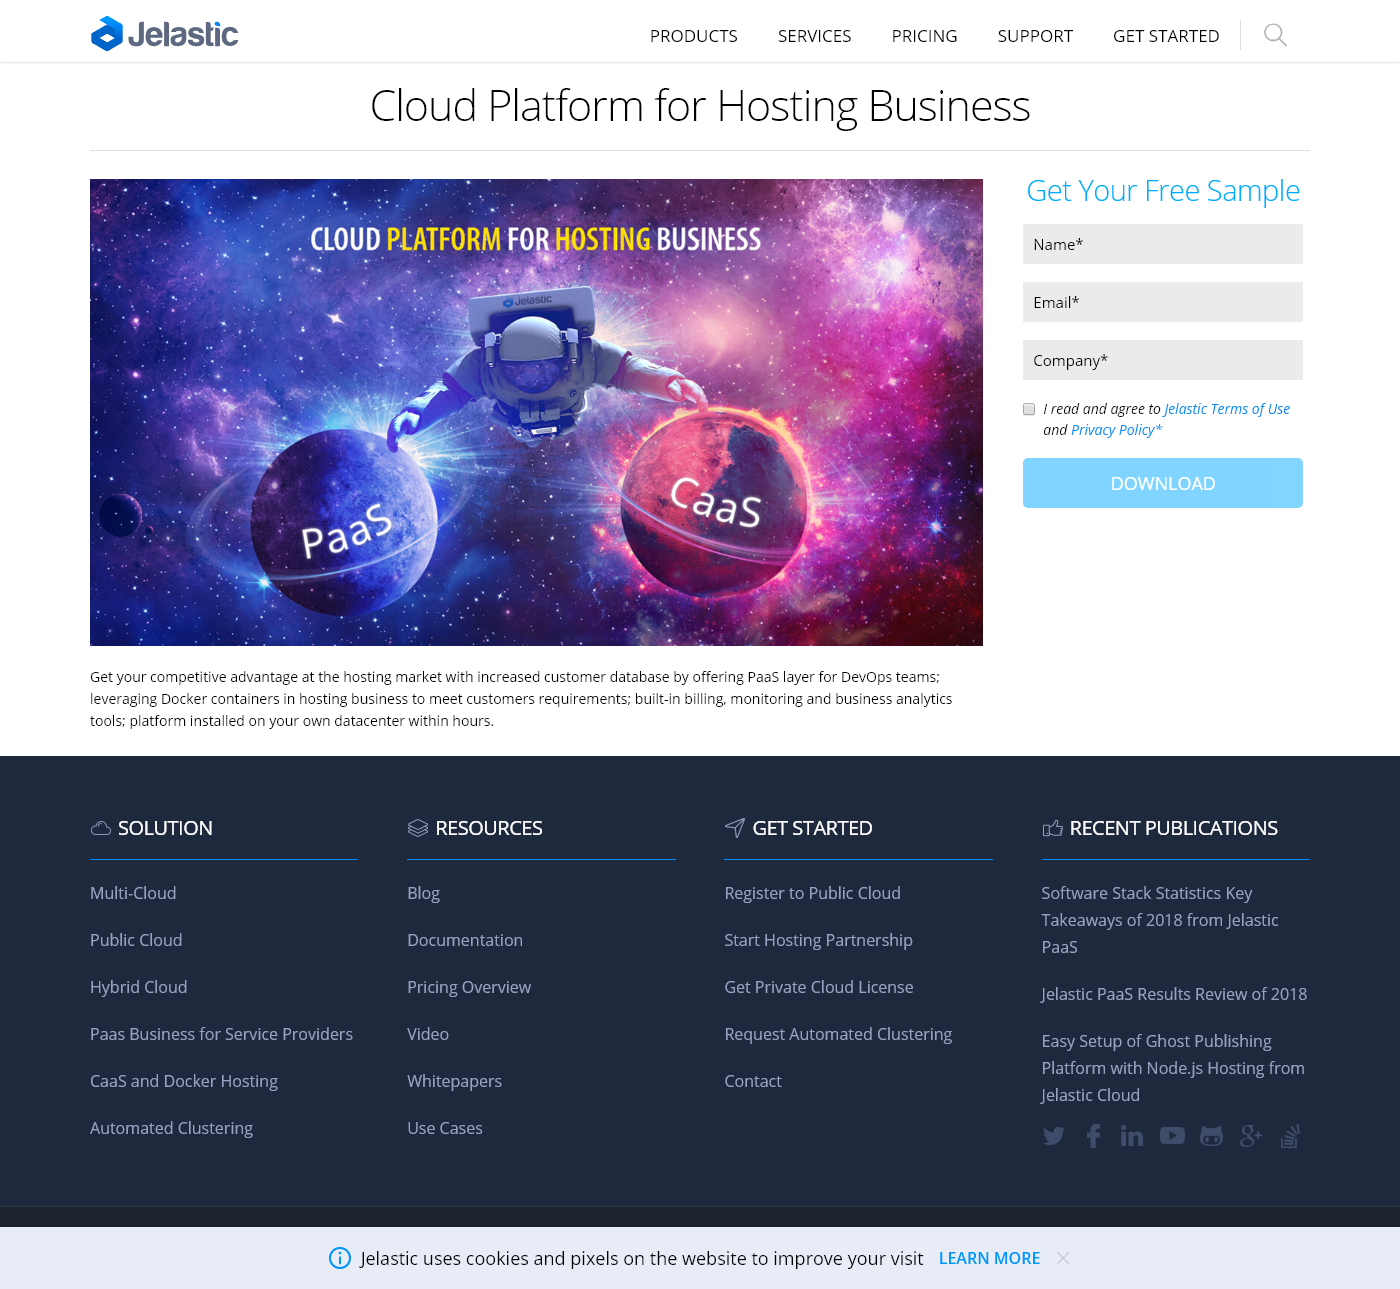 Jelastic
PRODUCTS SERVICES PRICING SUPPORT GET STARTED
Cloud Platform for Hosting Business
CLOUD PLATFORM FOR HOSTING BUSINESS
Jelastic
PaaS
CaaS
Get Your Free Sample
Name*
Email*
Company*
I read and agree to Jelastic Terms of Use
and Privacy Policy*
DOWNLOAD
Get your competitive advantage at the hosting market with increased customer database by offering PaaS layer for DevOps teams;
leveraging Docker containers in hosting business to meet customers requirements; built-in billing, monitoring and business analytics
tools; platform installed on your own datacenter within hours.
SOLUTION
Multi-Cloud
Public Cloud
Hybrid Cloud
Paas Business for Service Providers
CaaS and Docker Hosting
Automated Clustering
RESOURCES
Blog
Documentation
Pricing Overview
Video
Whitepapers
Use Cases
GET STARTED
Register to Public Cloud
Start Hosting Partnership
Get Private Cloud License
Request Automated Clustering
Contact
RECENT PUBLICATIONS
Software Stack Statistics Key
Takeaways of 2018 from Jelastic
PaaS
Jelastic PaaS Results Review of 2018
Easy Setup of Ghost Publishing
Platform with Node.js Hosting from
Jelastic Cloud
Jelastic uses cookies and pixels on the website to improve your visit LEARN MORE